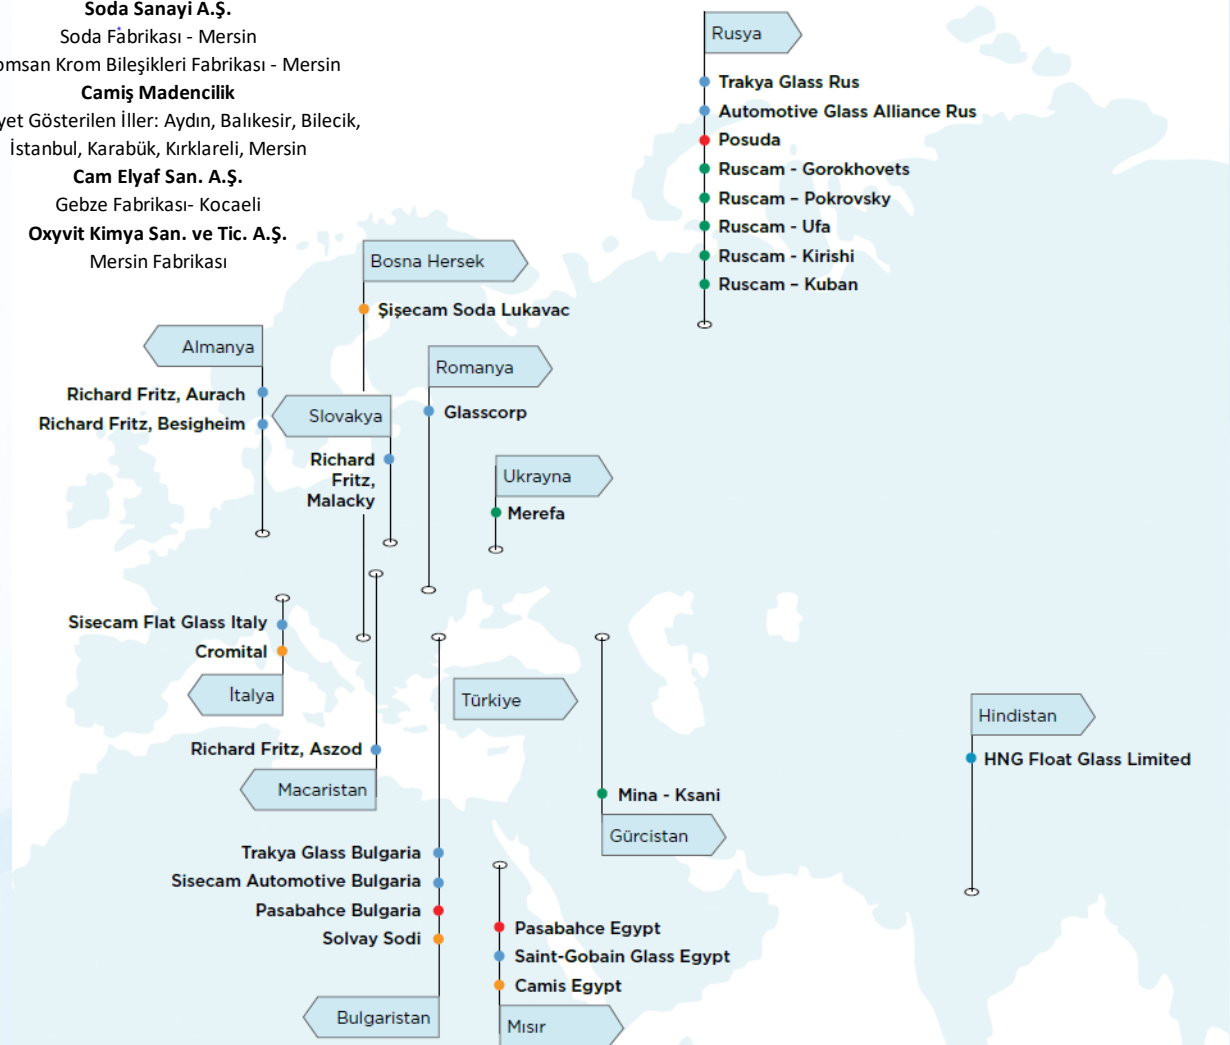 Soda Sanayi A.Ş.
Soda Fabrikası - Mersin
omsan Krom Bileşikleri Fabrikası - Mersin
Camiş Madencilik
yet Gösterilen İller: Aydın, Balıkesir, Bilecik,
İstanbul, Karabük, Kırklareli, Mersin
Cam Elyaf San. A.Ş.
Gebze Fabrikası- Kocaeli
Oxyvit Kimya San. ve Tic. A.Ş.
Mersin Fabrikası
Rusya
Trakya Glass Rus
Automotive Glass Alliance Rus
Posuda
Ruscam - Gorokhovets
Ruscam – Pokrovsky
Ruscam - Ufa
Ruscam - Kirishi
Ruscam – Kuban
Bosna Hersek
Şişecam Soda Lukavac
Almanya
Richard Fritz, Aurach
Richard Fritz, Besigheim
Romanya
Glasscorp
Slovakya
Richard
Fritz,
Malacky
Ukrayna
Merefa
Sisecam Flat Glass Italy
Cromital
İtalya
Türkiye
Richard Fritz, Aszod
Macaristan
Hindistan
HNG Float Glass Limited
Mina - Ksani
Gürcistan
Trakya Glass Bulgaria
Sisecam Automotive Bulgaria
Pasabahce Bulgaria
Solvay Sodi
Bulgaristan
Pasabahce Egypt
Saint-Gobain Glass Egypt
Camis Egypt
Mısır